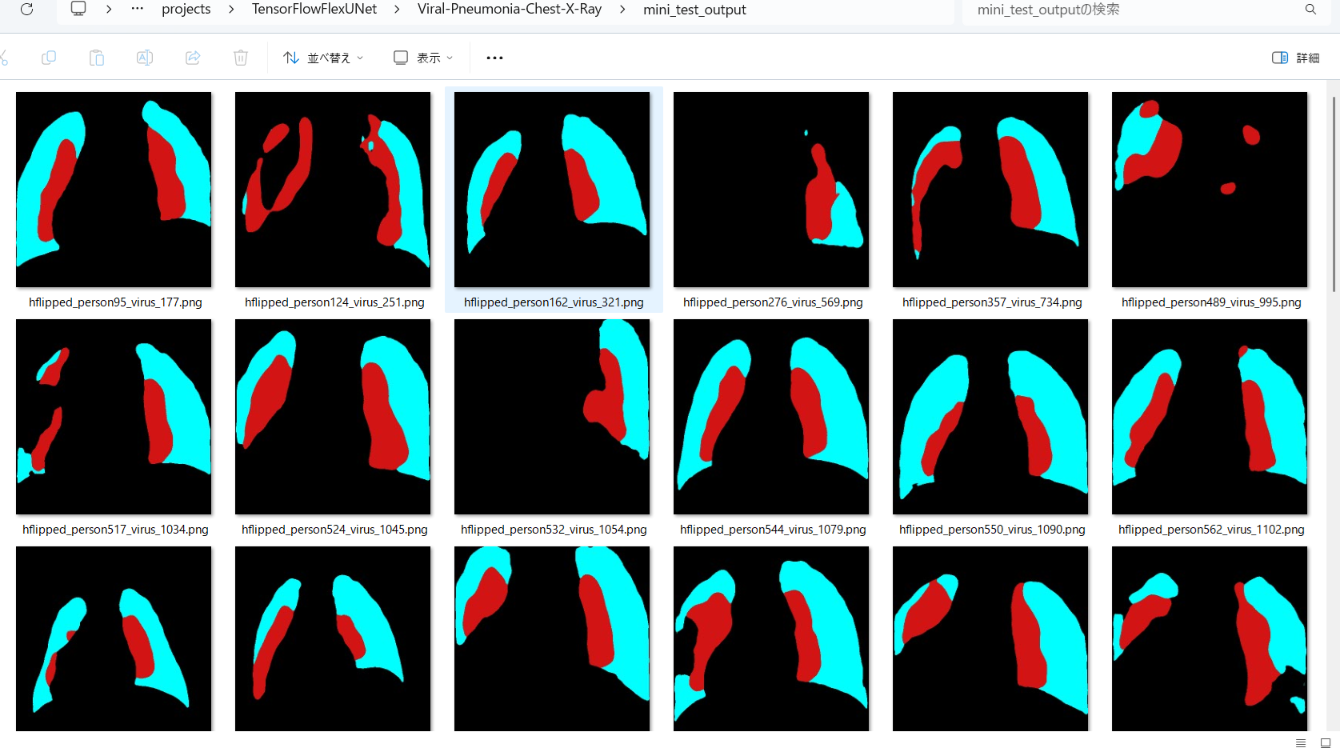 … projects TensorFlowFlexUNet Viral-Pneumonia-Chest-X-Ray mini_test_output mini_test_outputの検索
並べ替え 表示 詳細
hflipped_person95_virus_177.png hflipped_person124_virus_251.png hflipped_person162_virus_321.png hflipped_person276_virus_569.png hflipped_person357_virus_734.png hflipped_person489_virus_995.png
hflipped_person517_virus_1034.png hflipped_person524_virus_1045.png hflipped_person532_virus_1054.png hflipped_person544_virus_1079.png hflipped_person550_virus_1090.png hflipped_person562_virus_1102.png